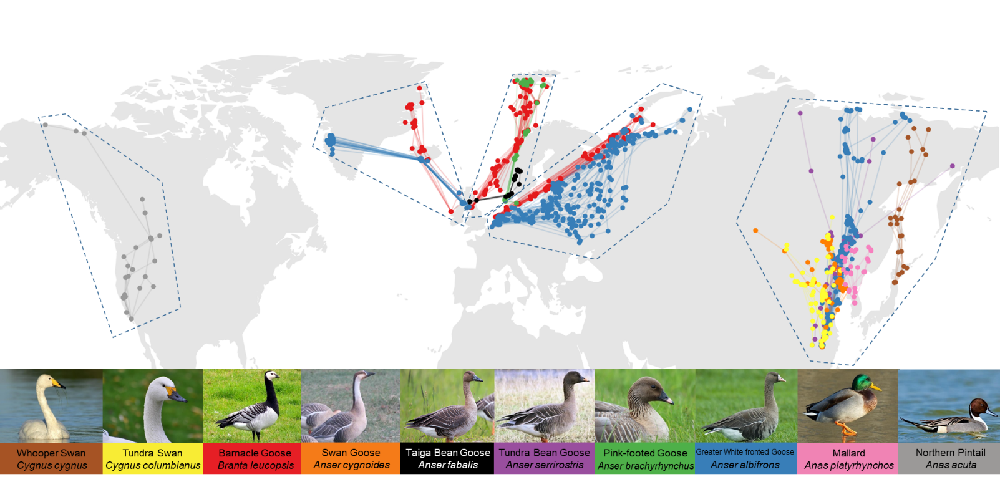 Whooper Swan
Cygnus cygnus
Tundra Swan
Cygnus columbianus
Barnacle Goose
Branta leucopsis
Swan Goose
Anser cygnoides
Taiga Bean Goose
Anser fabalis
Tundra Bean Goose
Anser serrirostris
Pink-footed Goose
Anser brachyrhynchus
Greater White-fronted Goose
Anser albifrons
Mallard
Anas platyrhynchos
Northern Pintail
Anas acuta